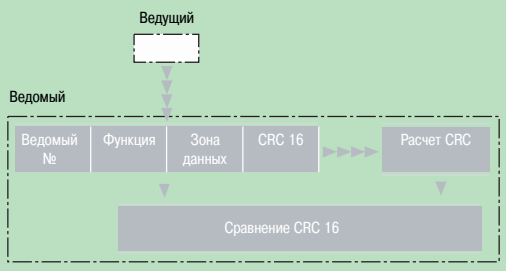 Ведущий
Ведомый
Ведомый №
Функция
Зона данных
CRC 16
Расчет CRC
Сравнение CRC 16